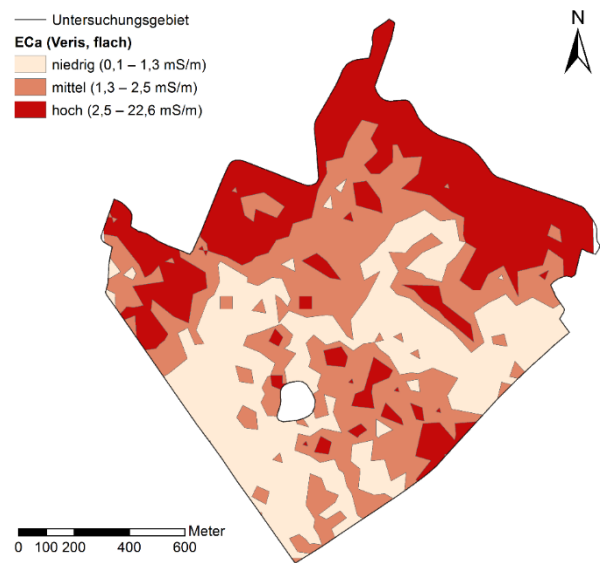 Untersuchungsgebiet
ECa (Veris, flach)
niedrig (0,1 – 1,3 mS/m)
mittel (1,3 – 2,5 mS/m)
hoch (2,5 – 22,6 mS/m)
N
Meter
0 100 200 400 600